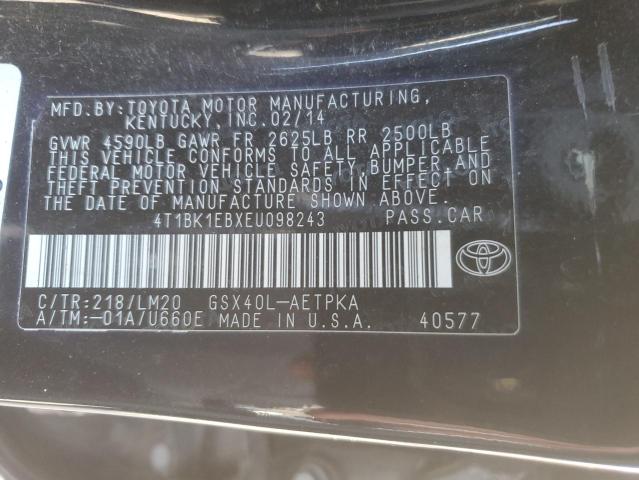 MFD.BY:TOYOTA MOTOR MANUFACTURING,
KENTUCKY, INC.02/14
GVWR 4590LB GAWR FR 2625LB RR 2500LB
THIS VEHICLE CONFORMS TO ALL APPLICABLE
FEDERAL MOTOR VEHICLE SAFETY,BUMPER,AND
THEFT PREVENTION STANDARDS IN EFFECT ON
THE DATE OF MANUFACTURE SHOWN ABOVE.
4T1BK1EBXEU098243 PASS.CAR
C/TR:218/LM20 GSX40L-AETPKA
A/TM:-01A/U660E MADE IN U.S.A. 40577